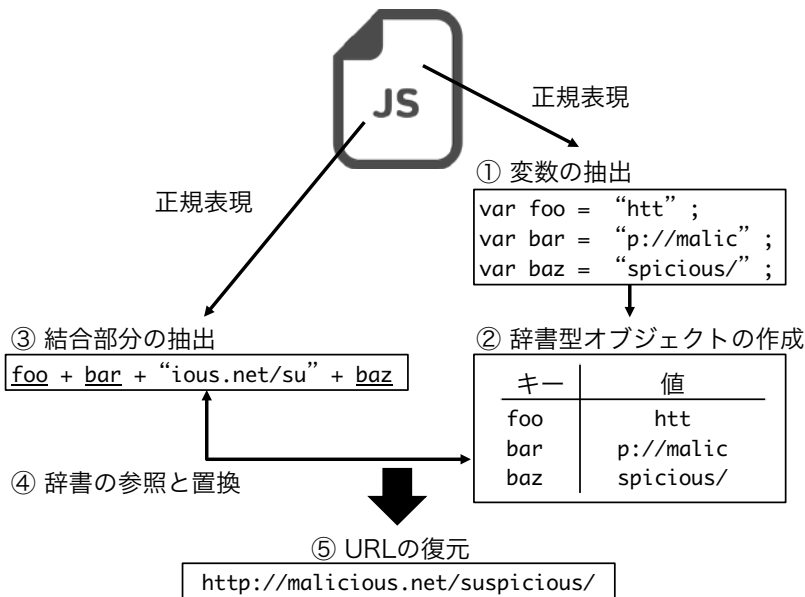 JS
正規表現
① 変数の抽出
var foo = “htt” ;
var bar = “p://malic” ;
var baz = “spicious/” ;
正規表現
③ 結合部分の抽出
foo + bar + “ious.net/su” + baz
② 辞書型オブジェクトの作成
キー 値
foo htt
bar p://malic
baz spicious/
④ 辞書の参照と置換
⑤ URLの復元
http://malicious.net/suspicious/